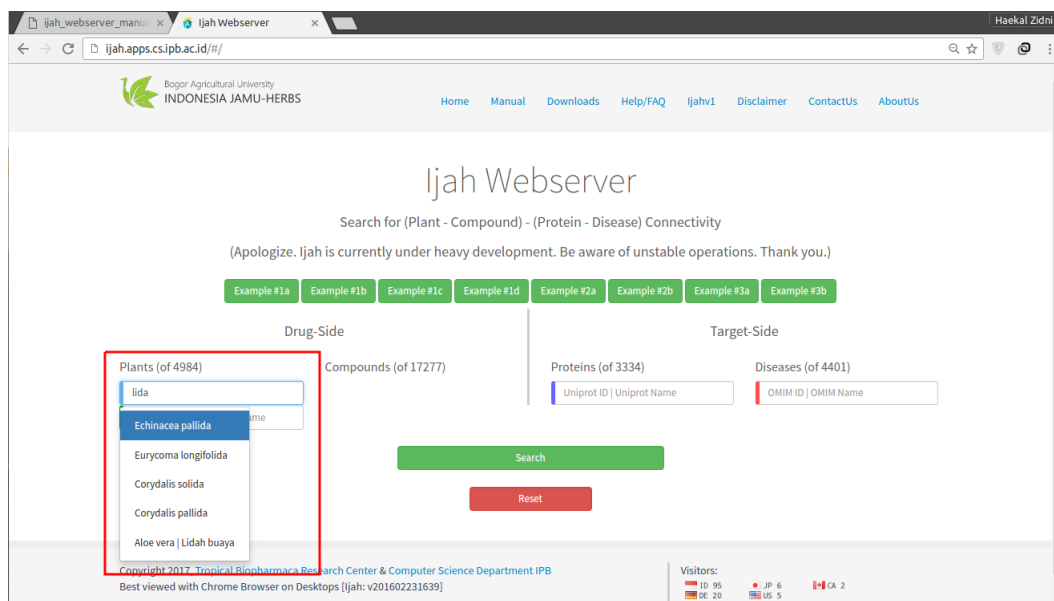 ijah_webserver_manu
Ijah Webserver
Haekal Zidni
ijah.apps.cs.ipb.ac.id/#/
Bogor Agricultural University
INDONESIA JAMU-HERBS
Home Manual Downloads Help/FAQ Ijahv1 Disclaimer ContactUs AboutUs
Ijah Webserver
Search for (Plant - Compound) - (Protein - Disease) Connectivity
(Apologize. Ijah is currently under heavy development. Be aware of unstable operations. Thank you.)
Example #1a Example #1b Example #1c Example #1d Example #2a Example #2b Example #3a Example #3b
Drug-Side Target-Side
Plants (of 4984) Compounds (of 17277) Proteins (of 3334) Diseases (of 4401)
lida Uniprot ID | Uniprot Name OMIM ID | OMIM Name
ame
Echinacea pallida
Eurycoma longifolida
Corydalis solida
Corydalis pallida
Aloe vera | Lidah buaya
Search
Reset
Copyright 2017, Tropical Biopharmaca Research Center & Computer Science Department IPB
Best viewed with Chrome Browser on Desktops [Ijah: v201602231639]
Visitors:
ID 95 JP 6 CA 2
DE 20 US 5